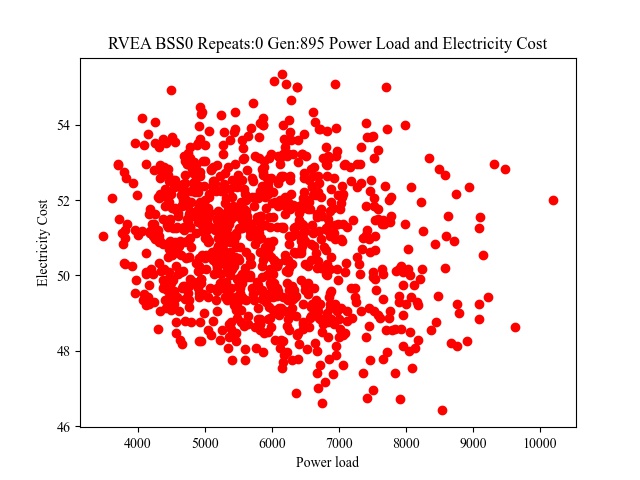 RVEA BSS0 Repeats:0 Gen:895 Power Load and Electricity Cost
54
52
50
48
46
Electricity Cost
4000 5000 6000 7000 8000 9000 10000
Power load